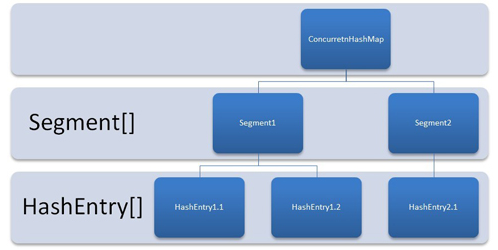 ConcurretnHashMap
Segment[]
Segment1
Segment2
HashEntry[]
HashEntry1.1
HashEntry1.2
HashEntry2.1